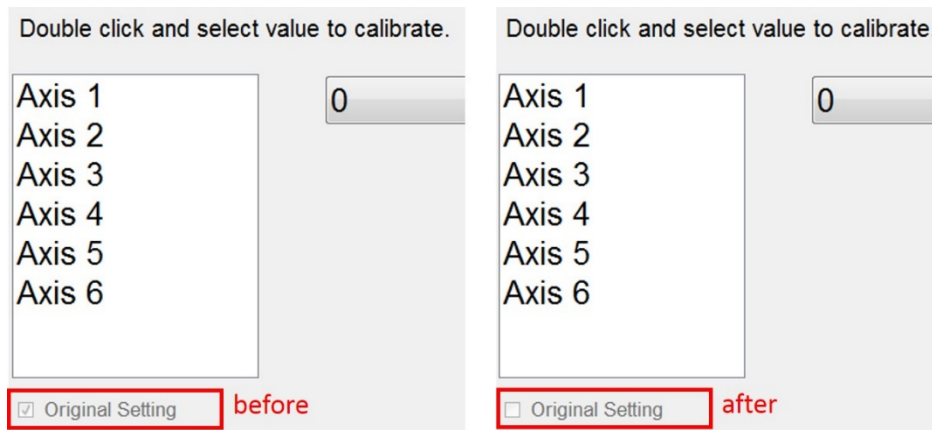 Double click and select value to calibrate.
Axis 1
Axis 2
Axis 3
Axis 4
Axis 5
Axis 6
0
Original Setting
before
Double click and select value to calibrate
Axis 1
Axis 2
Axis 3
Axis 4
Axis 5
Axis 6
0
Original Setting
after